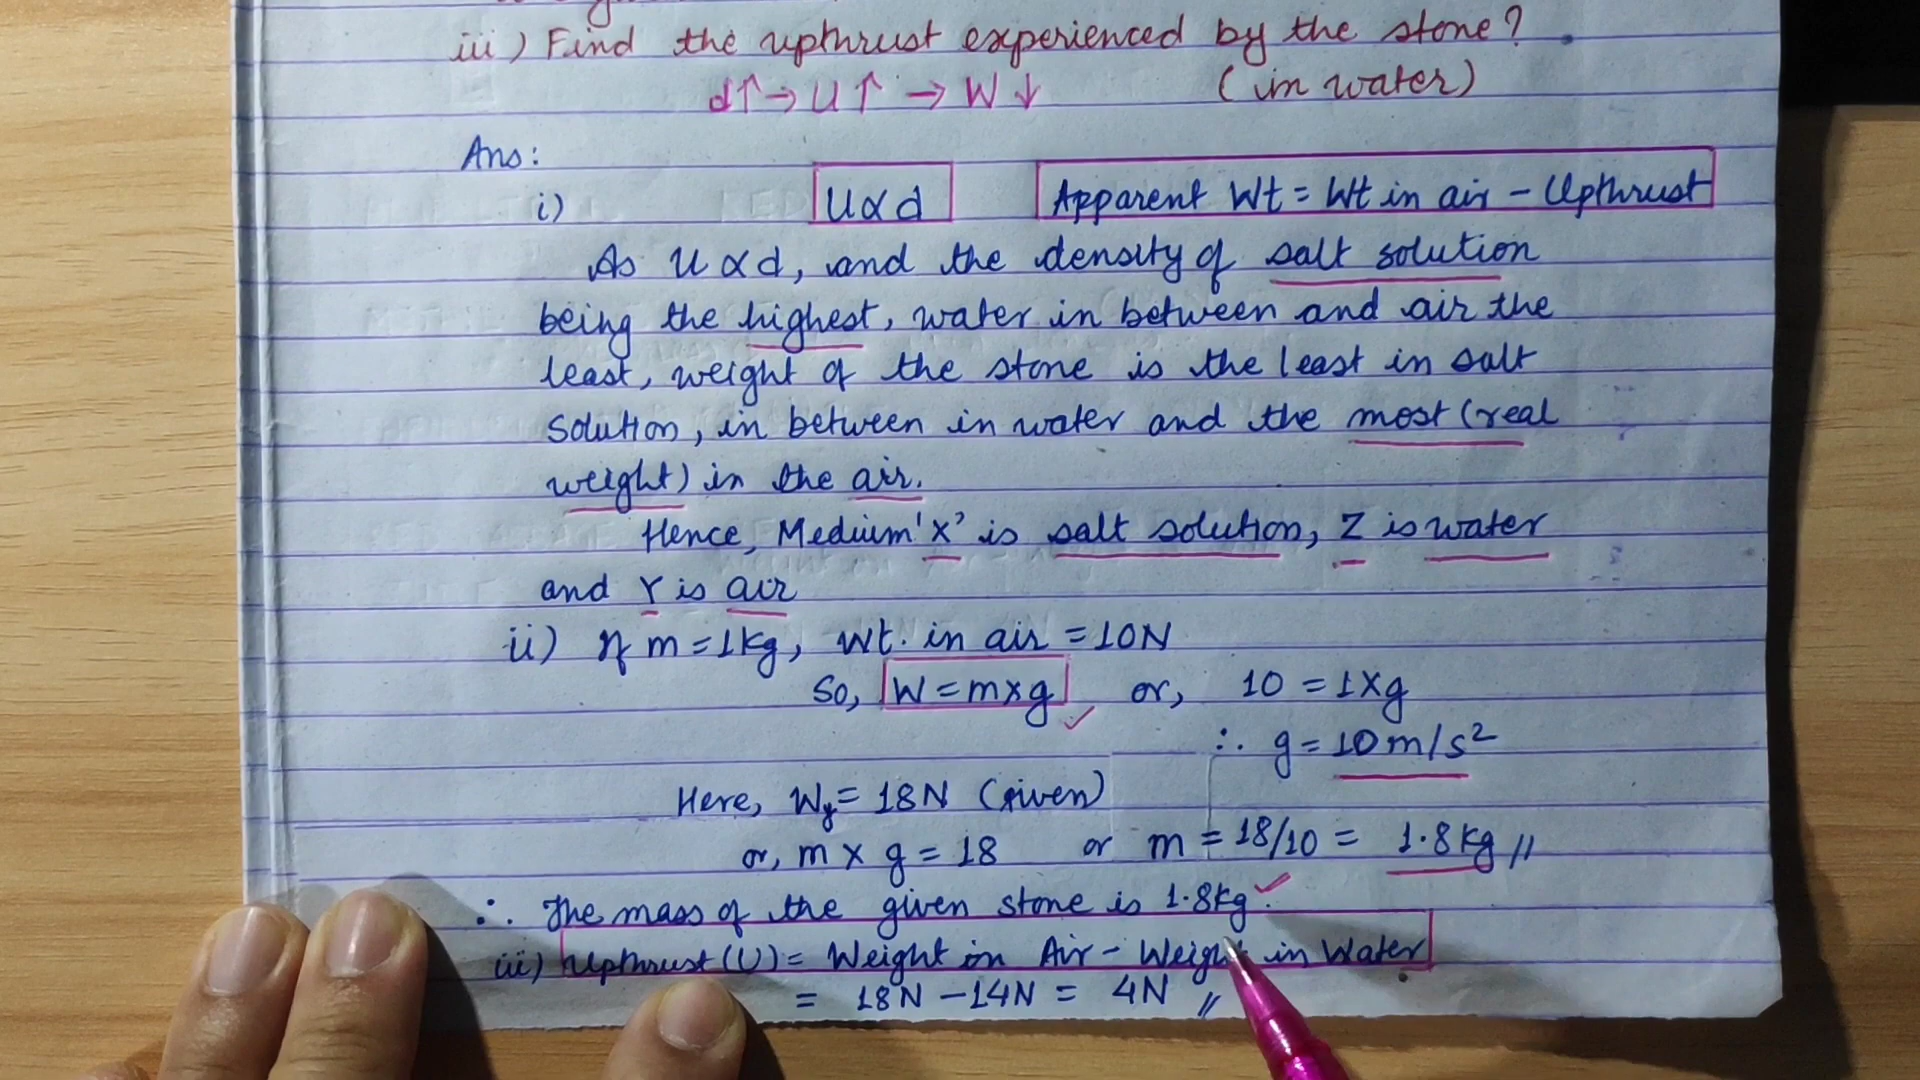 iii) Find the upthrust experienced by the stone?
d↑→U↑→W↓ (in water)
Ans:
i) U∝d Apparent Wt = Wt in air - Upthrust
As U∝d, and the density of salt solution
being the highest, water in between and air the
least, weight of the stone is the least in salt
solution, in between in water and the most (real
weight) in the air.
Hence, Medium 'X' is salt solution, Z is water
and Y is air
ii) If m = 1kg, wt. in air = 10N
So, W = m×g or, 10 = 1×g
∴ g = 10 m/s²
Here, Wy = 18N (Given)
or, m × g = 18 or m = 18/10 = 1.8kg //
∴ The mass of the given stone is 1.8kg.
iii) Upthrust (U) = Weight in Air - Weight in Water
= 18N - 14N = 4N //